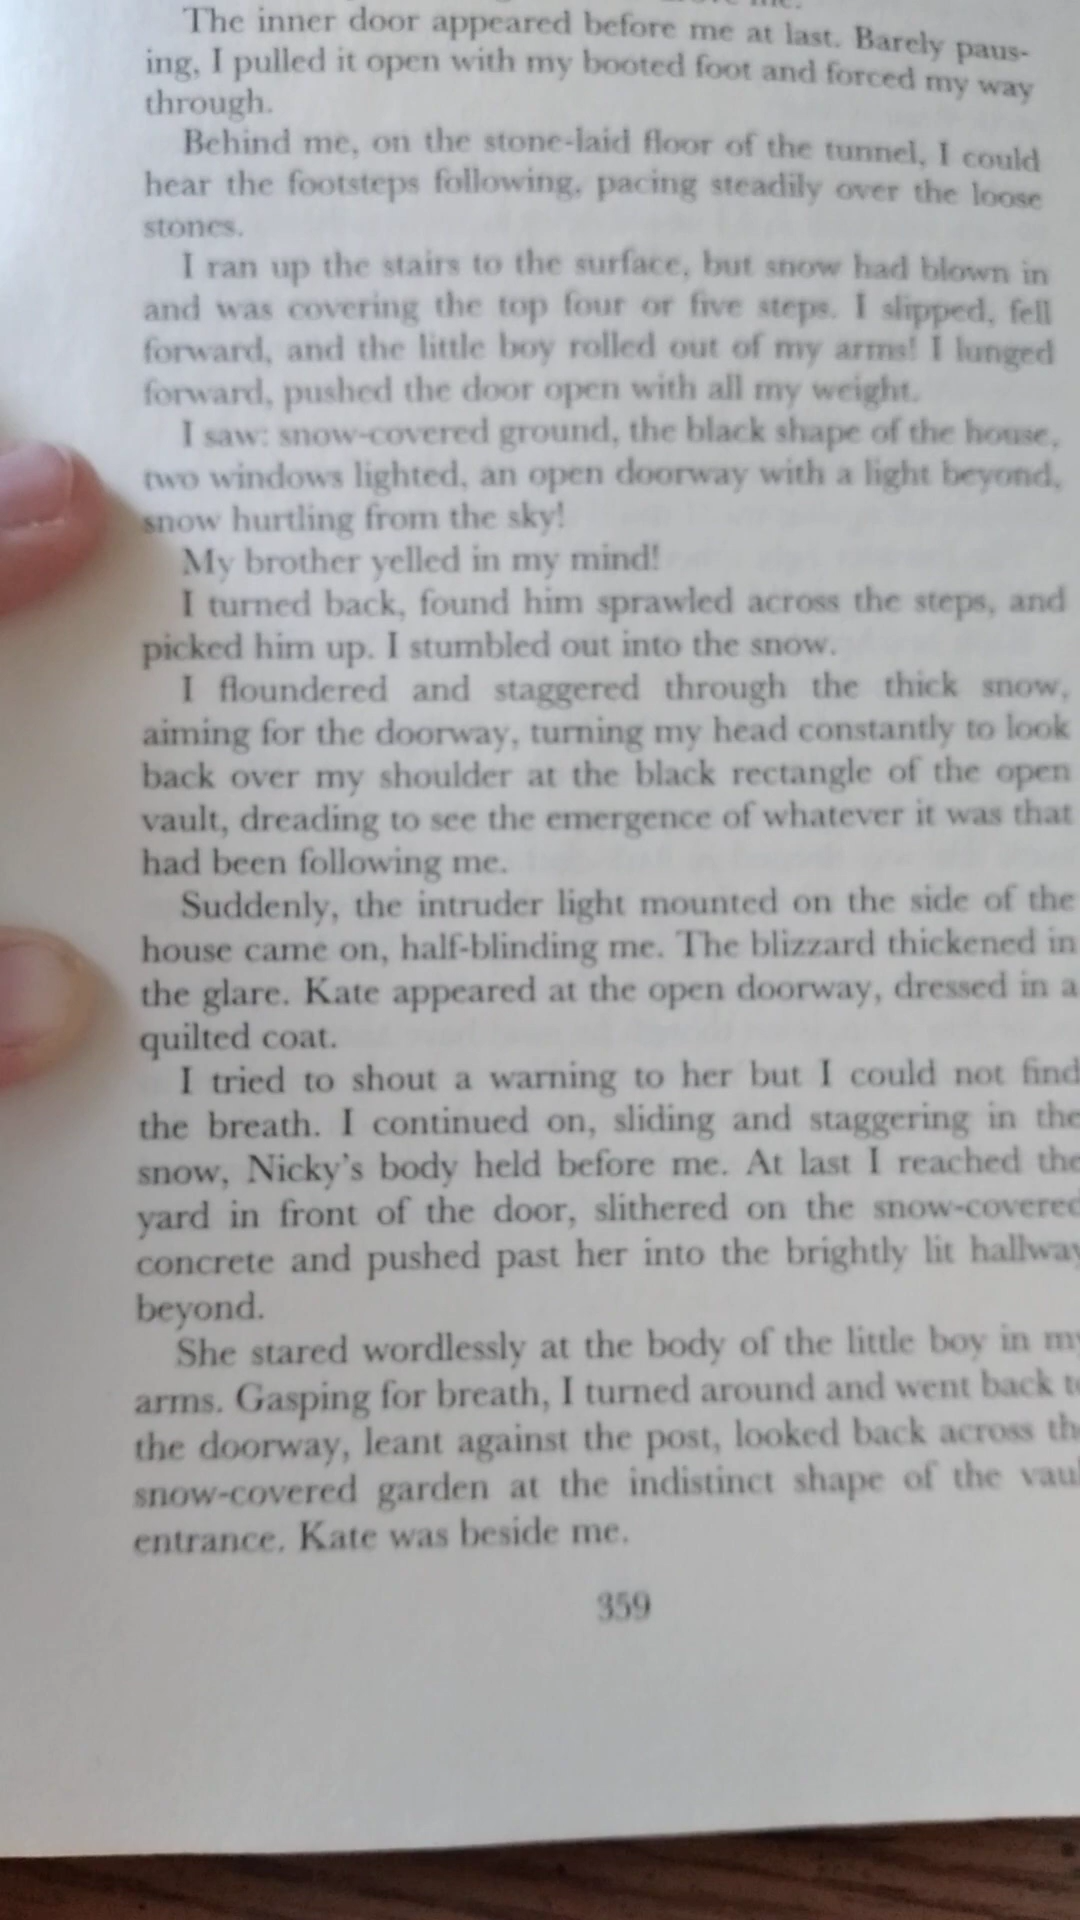 The inner door appeared before me at last. Barely paus-
ing, I pulled it open with my booted foot and forced my way
through.
Behind me, on the stone-laid floor of the tunnel, I could
hear the footsteps following, pacing steadily over the loose
stones.
I ran up the stairs to the surface, but snow had blown in
and was covering the top four or five steps. I slipped, fell
forward, and the little boy rolled out of my arms! I lunged
forward, pushed the door open with all my weight.
I saw: snow-covered ground, the black shape of the house,
two windows lighted, an open doorway with a light beyond,
snow hurtling from the sky!
My brother yelled in my mind!
I turned back, found him sprawled across the steps, and
picked him up. I stumbled out into the snow.
I floundered and staggered through the thick snow,
aiming for the doorway, turning my head constantly to look
back over my shoulder at the black rectangle of the open
vault, dreading to see the emergence of whatever it was that
had been following me.
Suddenly, the intruder light mounted on the side of the
house came on, half-blinding me. The blizzard thickened in
the glare. Kate appeared at the open doorway, dressed in a
quilted coat.
I tried to shout a warning to her but I could not find
the breath. I continued on, sliding and staggering in the
snow, Nicky's body held before me. At last I reached the
yard in front of the door, slithered on the snow-covered
concrete and pushed past her into the brightly lit hallway
beyond.
She stared wordlessly at the body of the little boy in my
arms. Gasping for breath, I turned around and went back to
the doorway, leant against the post, looked back across the
snow-covered garden at the indistinct shape of the vaul
entrance. Kate was beside me.
359